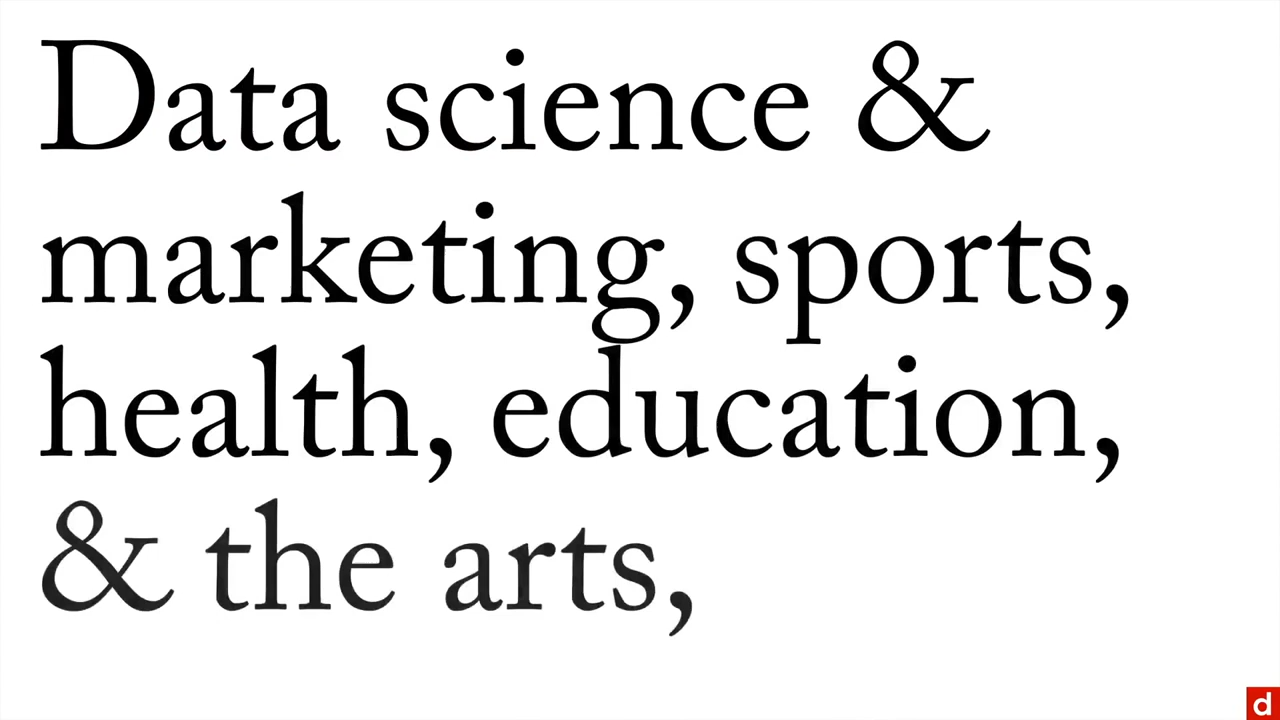 Data science &
marketing, sports,
health, education,
& the arts,
d